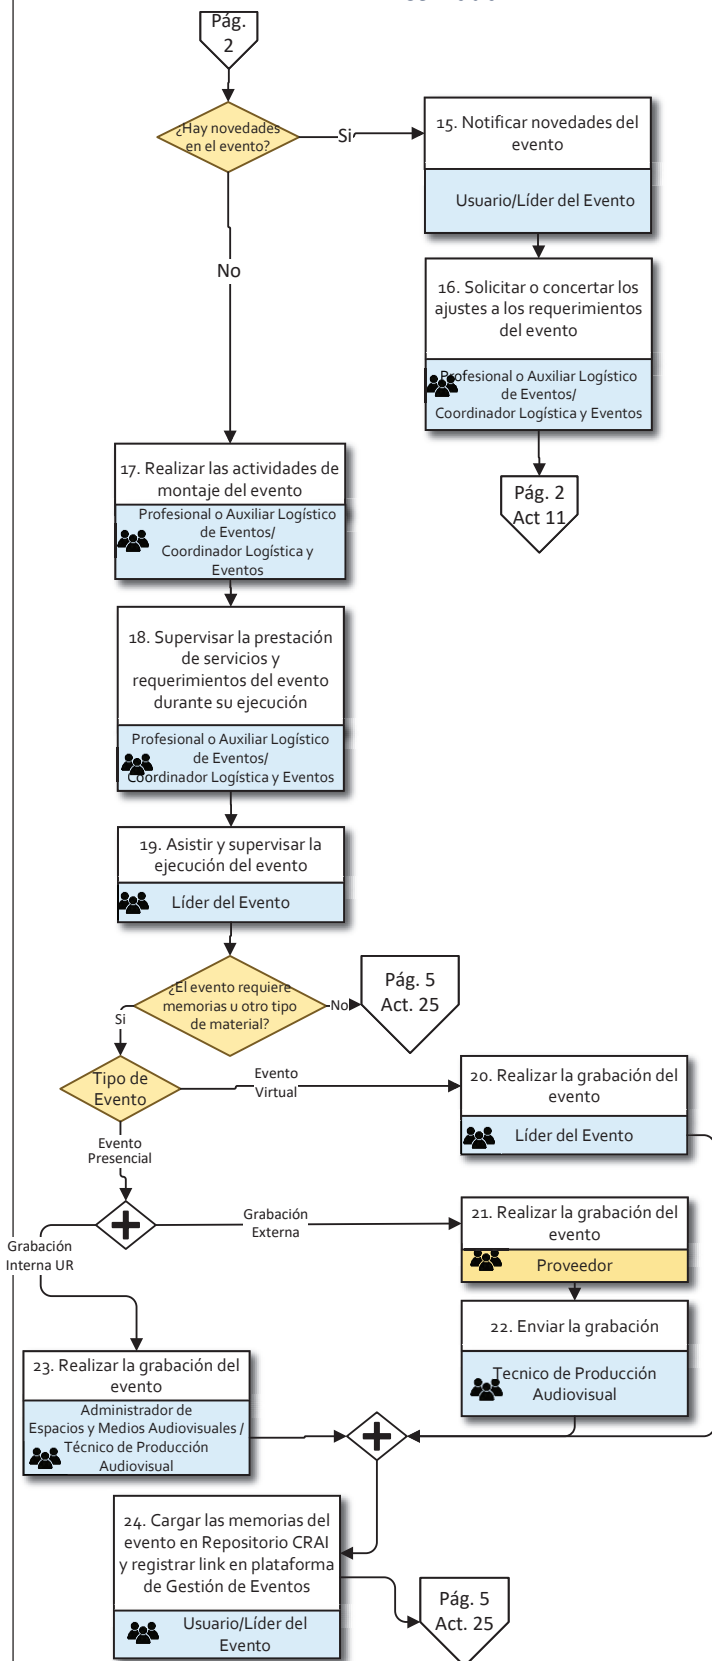 Pág.
2
¿Hay novedades
en el evento?
Si
15. Notificar novedades del
evento
Usuario/Líder del Evento
No
16. Solicitar o concertar los
ajustes a los requerimientos
del evento
Profesional o Auxiliar Logístico
de Eventos/
Coordinador Logística y Eventos
Pág. 2
Act 11
17. Realizar las actividades de
montaje del evento
Profesional o Auxiliar Logístico
de Eventos/
Coordinador Logística y
Eventos
18. Supervisar la prestación
de servicios y
requerimientos del evento
durante su ejecución
Profesional o Auxiliar Logístico
de Eventos/
Coordinador Logística y Eventos
19. Asistir y supervisar la
ejecución del evento
Líder del Evento
¿El evento requiere
memorias u otro tipo
de material?
No
Pág. 5
Act. 25
Si
Tipo de
Evento
Evento
Virtual
20. Realizar la grabación del
evento
Líder del Evento
Evento
Presencial
Grabación
Externa
21. Realizar la grabación del
evento
Proveedor
Grabación
Interna UR
22. Enviar la grabación
Tecnico de Producción
Audiovisual
23. Realizar la grabación del
evento
Administrador de
Espacios y Medios Audiovisuales /
Técnico de Producción
Audiovisual
24. Cargar las memorias del
evento en Repositorio CRAI
y registrar link en plataforma
de Gestión de Eventos
Usuario/Líder del
Evento
Pág. 5
Act. 25